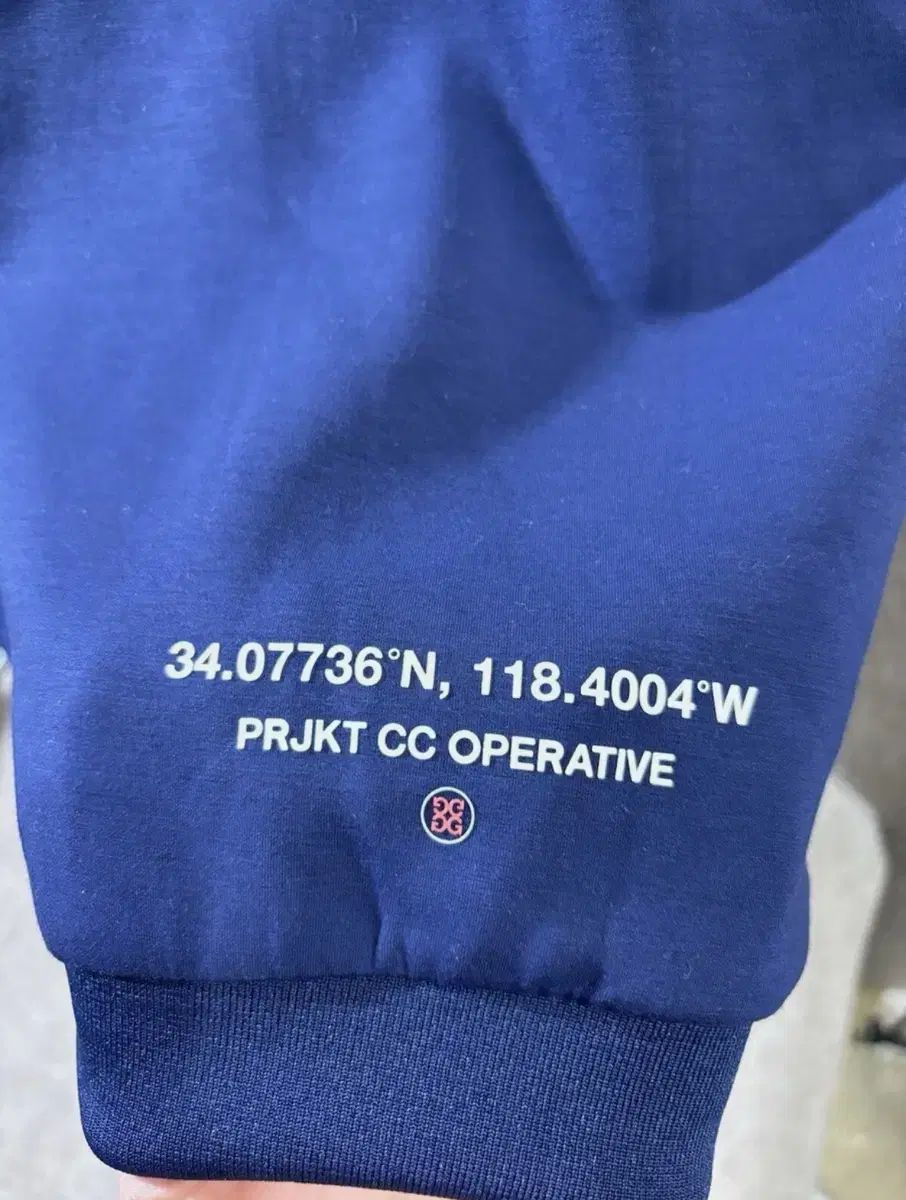 34.07736°N, 118.4004°W
PRJKT CC OPERATIVE